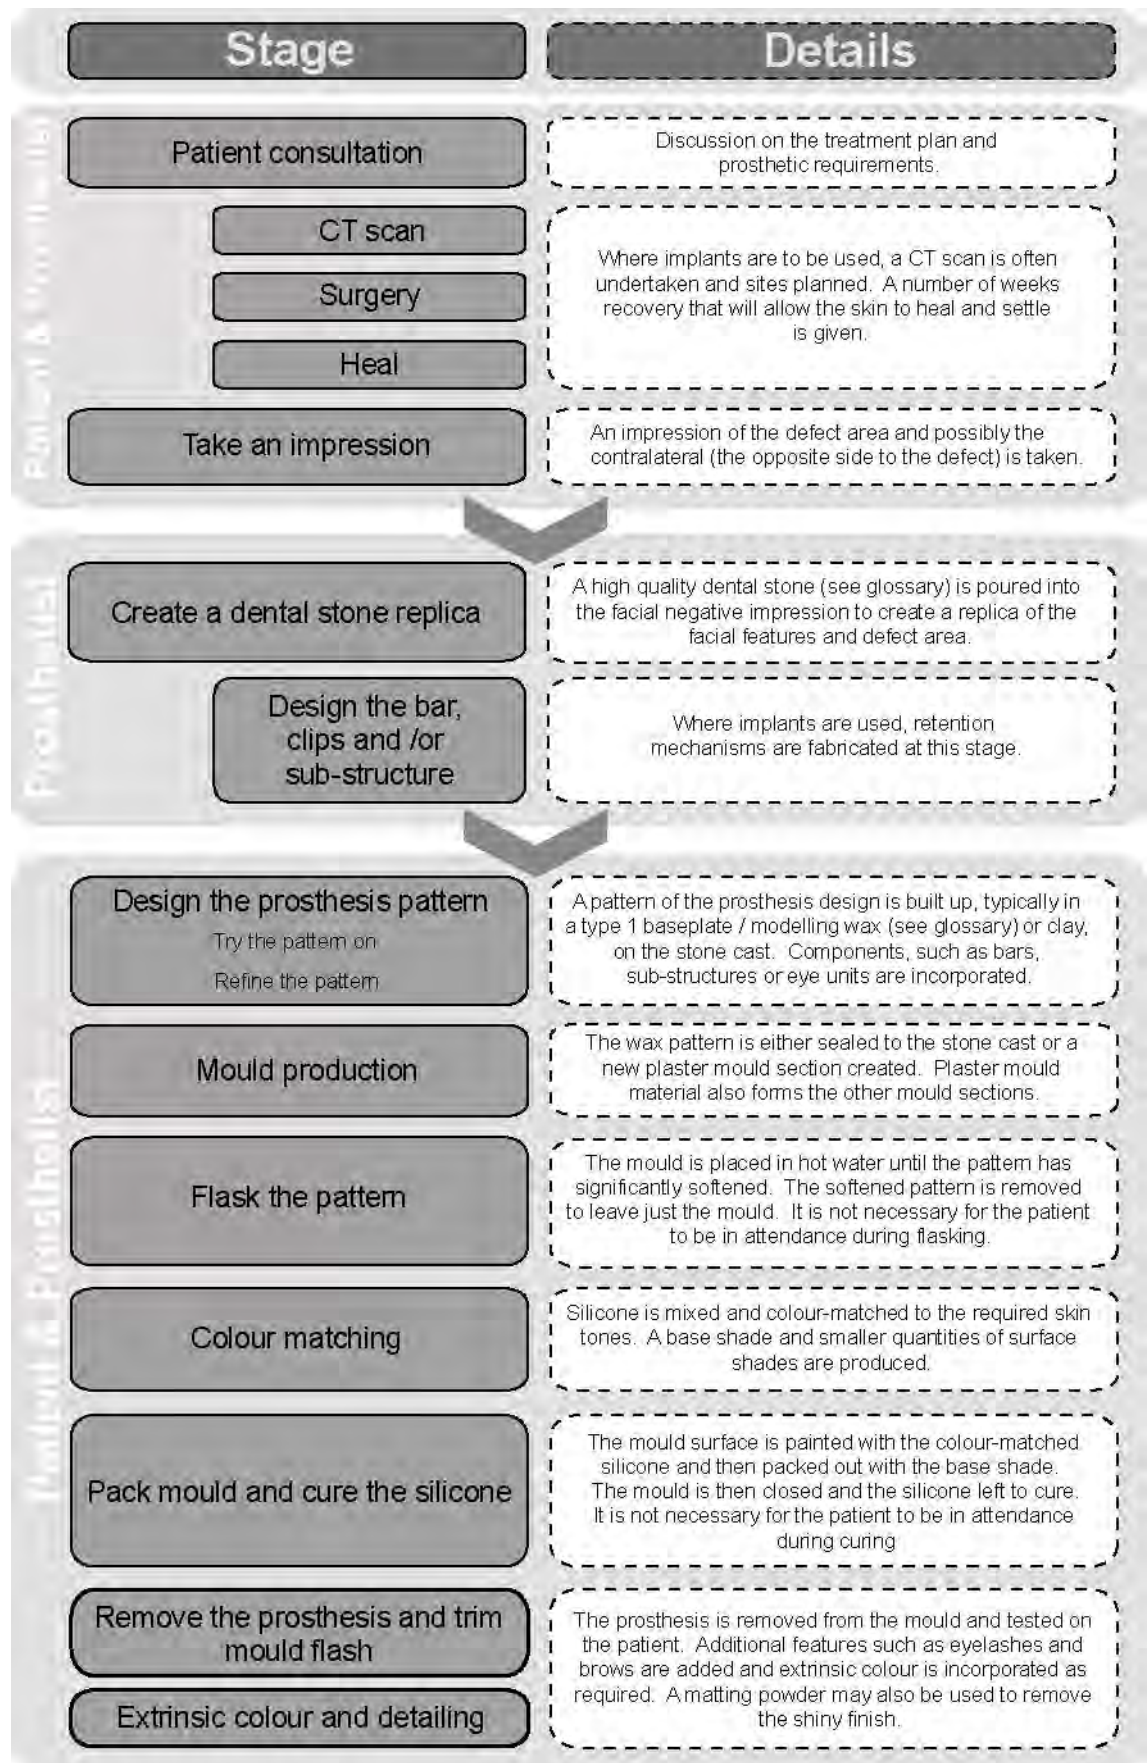 Stage
Details
Patient consultation
Discussion on the treatment plan and
prosthetic requirements.
CT scan
Surgery
Heal
Where implants are to be used, a CT scan is often
undertaken and sites planned. A number of weeks
recovery that will allow the skin to heal and settle
is given.
Take an impression
An impression of the defect area and possibly the
contralateral (the opposite side to the defect) is taken.
Create a dental stone replica
A high quality dental stone (see glossary) is poured into
the facial negative impression to create a replica of the
facial features and defect area.
Design the bar,
clips and /or
sub-structure
Where implants are used, retention
mechanisms are fabricated at this stage.
Design the prosthesis pattern
Try the pattern on
Refine the pattern
A pattern of the prosthesis design is built up, typically in
a type 1 baseplate / modelling wax (see glossary) or clay,
on the stone cast. Components, such as bars,
sub-structures or eye units are incorporated.
Mould production
The wax pattern is either sealed to the stone cast or a
new plaster mould section created. Plaster mould
material also forms the other mould sections.
Flask the pattern
The mould is placed in hot water until the pattern has
significantly softened. The softened pattern is removed
to leave just the mould. It is not necessary for the patient
to be in attendance during flasking.
Colour matching
Silicone is mixed and colour-matched to the required skin
tones. A base shade and smaller quantities of surface
shades are produced.
Pack mould and cure the silicone
The mould surface is painted with the colour-matched
silicone and then packed out with the base shade.
The mould is then closed and the silicone left to cure.
It is not necessary for the patient to be in attendance
during curing
Remove the prosthesis and trim
mould flash
Extrinsic colour and detailing
The prosthesis is removed from the mould and tested on
the patient. Additional features such as eyelashes and
brows are added and extrinsic colour is incorporated as
required. A matting powder may also be used to remove
the shiny finish.